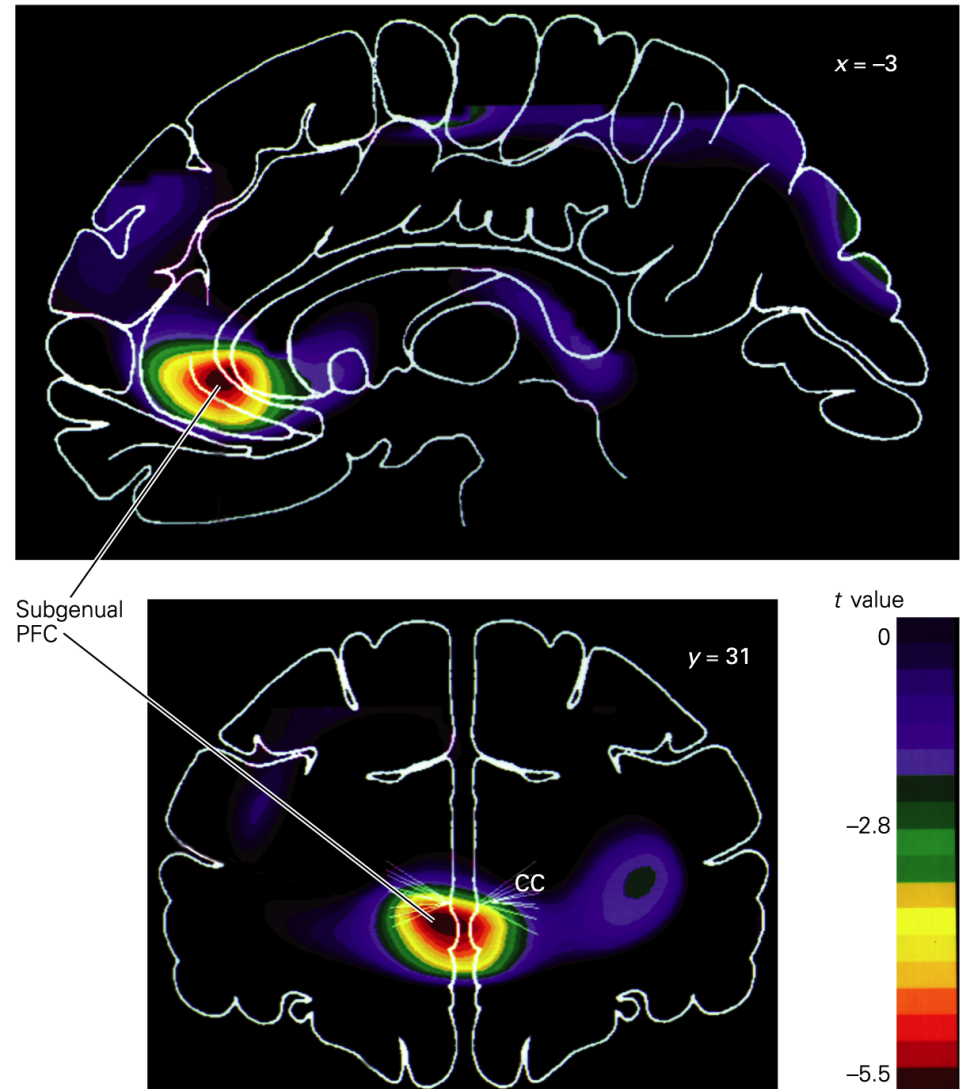 x = –3
Subgenual
PFC
t value
0
–2.8
–5.5
y = 31
CC